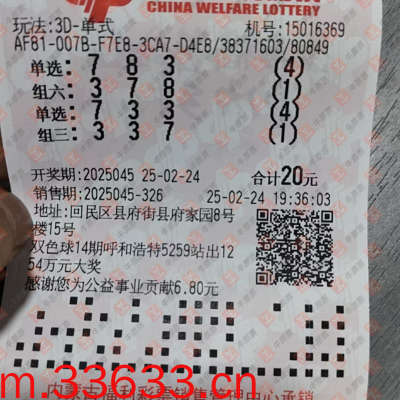 CHINA WELFARE LOTTERY
玩法:3D-单式 机号:15016369
AF81-007B-F7E8-3CA7-D4E8/38371603/80849
单选: 7 8 3 (4)
组六: 3 7 8 (1)
单选: 7 3 3 (4)
组三: 3 3 7 (1)
开奖期:2025045 25-02-24 合计20元
销售期:2025045-326 25-02-24 19:36:03
地址:回民区县府街县府家园8号
楼15号
双色球14期呼和浩特5259站出12
54万元大奖
感谢您为公益事业贡献6.80元
m.33633.cn